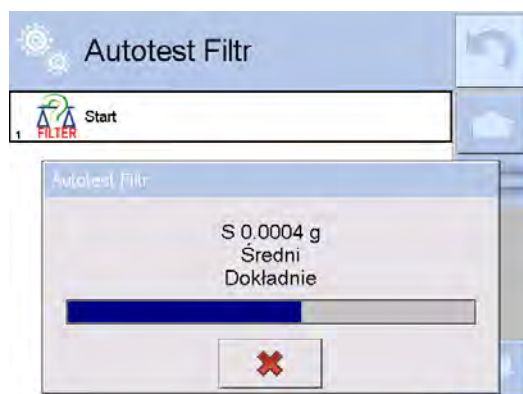 Autotest Filtr
1 FILTER Start
Autotest Filtr
S 0.0004 g
Średni
Dokładnie